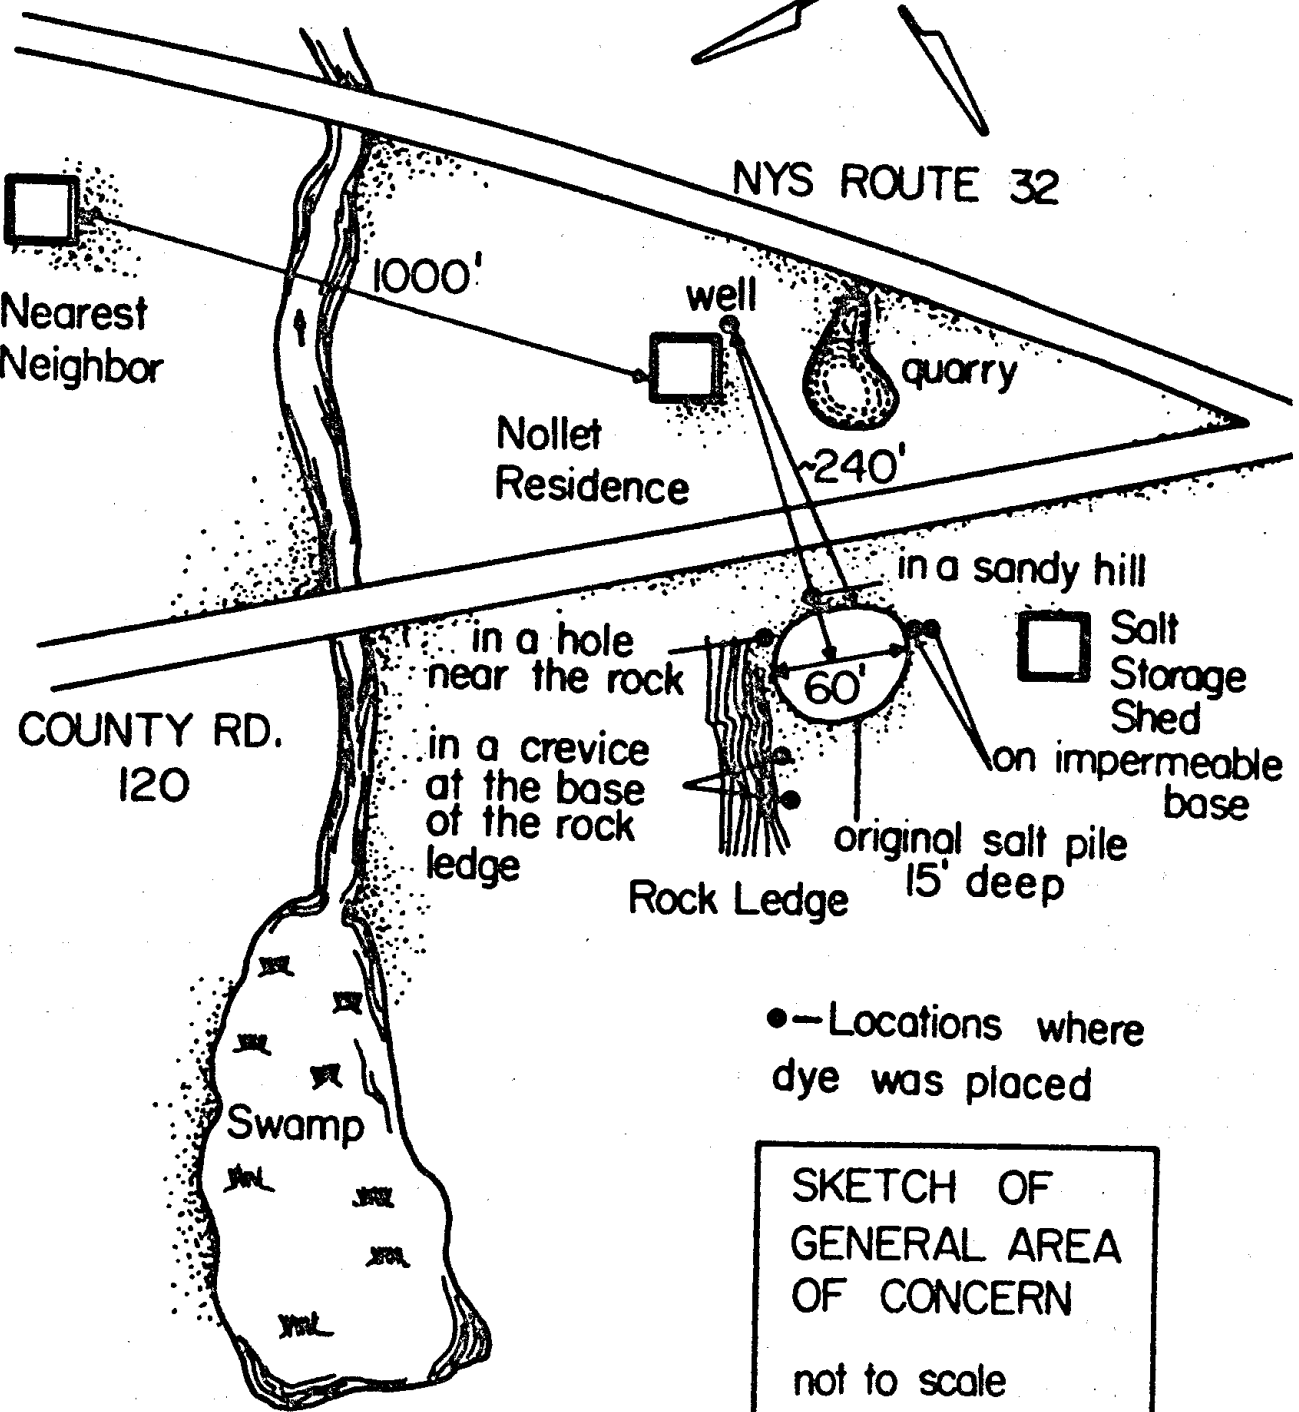 NYS ROUTE 32
1000'
Nearest
Neighbor
well
quarry
Nollet
Residence
~240'
in a sandy hill
in a hole
near the rock
60'
Salt
Storage
Shed
COUNTY RD.
120
in a crevice
at the base
of the rock
ledge
on impermeable
base
original salt pile
15' deep
Rock Ledge
●-Locations where
dye was placed
Swamp
SKETCH OF
GENERAL AREA
OF CONCERN
not to scale